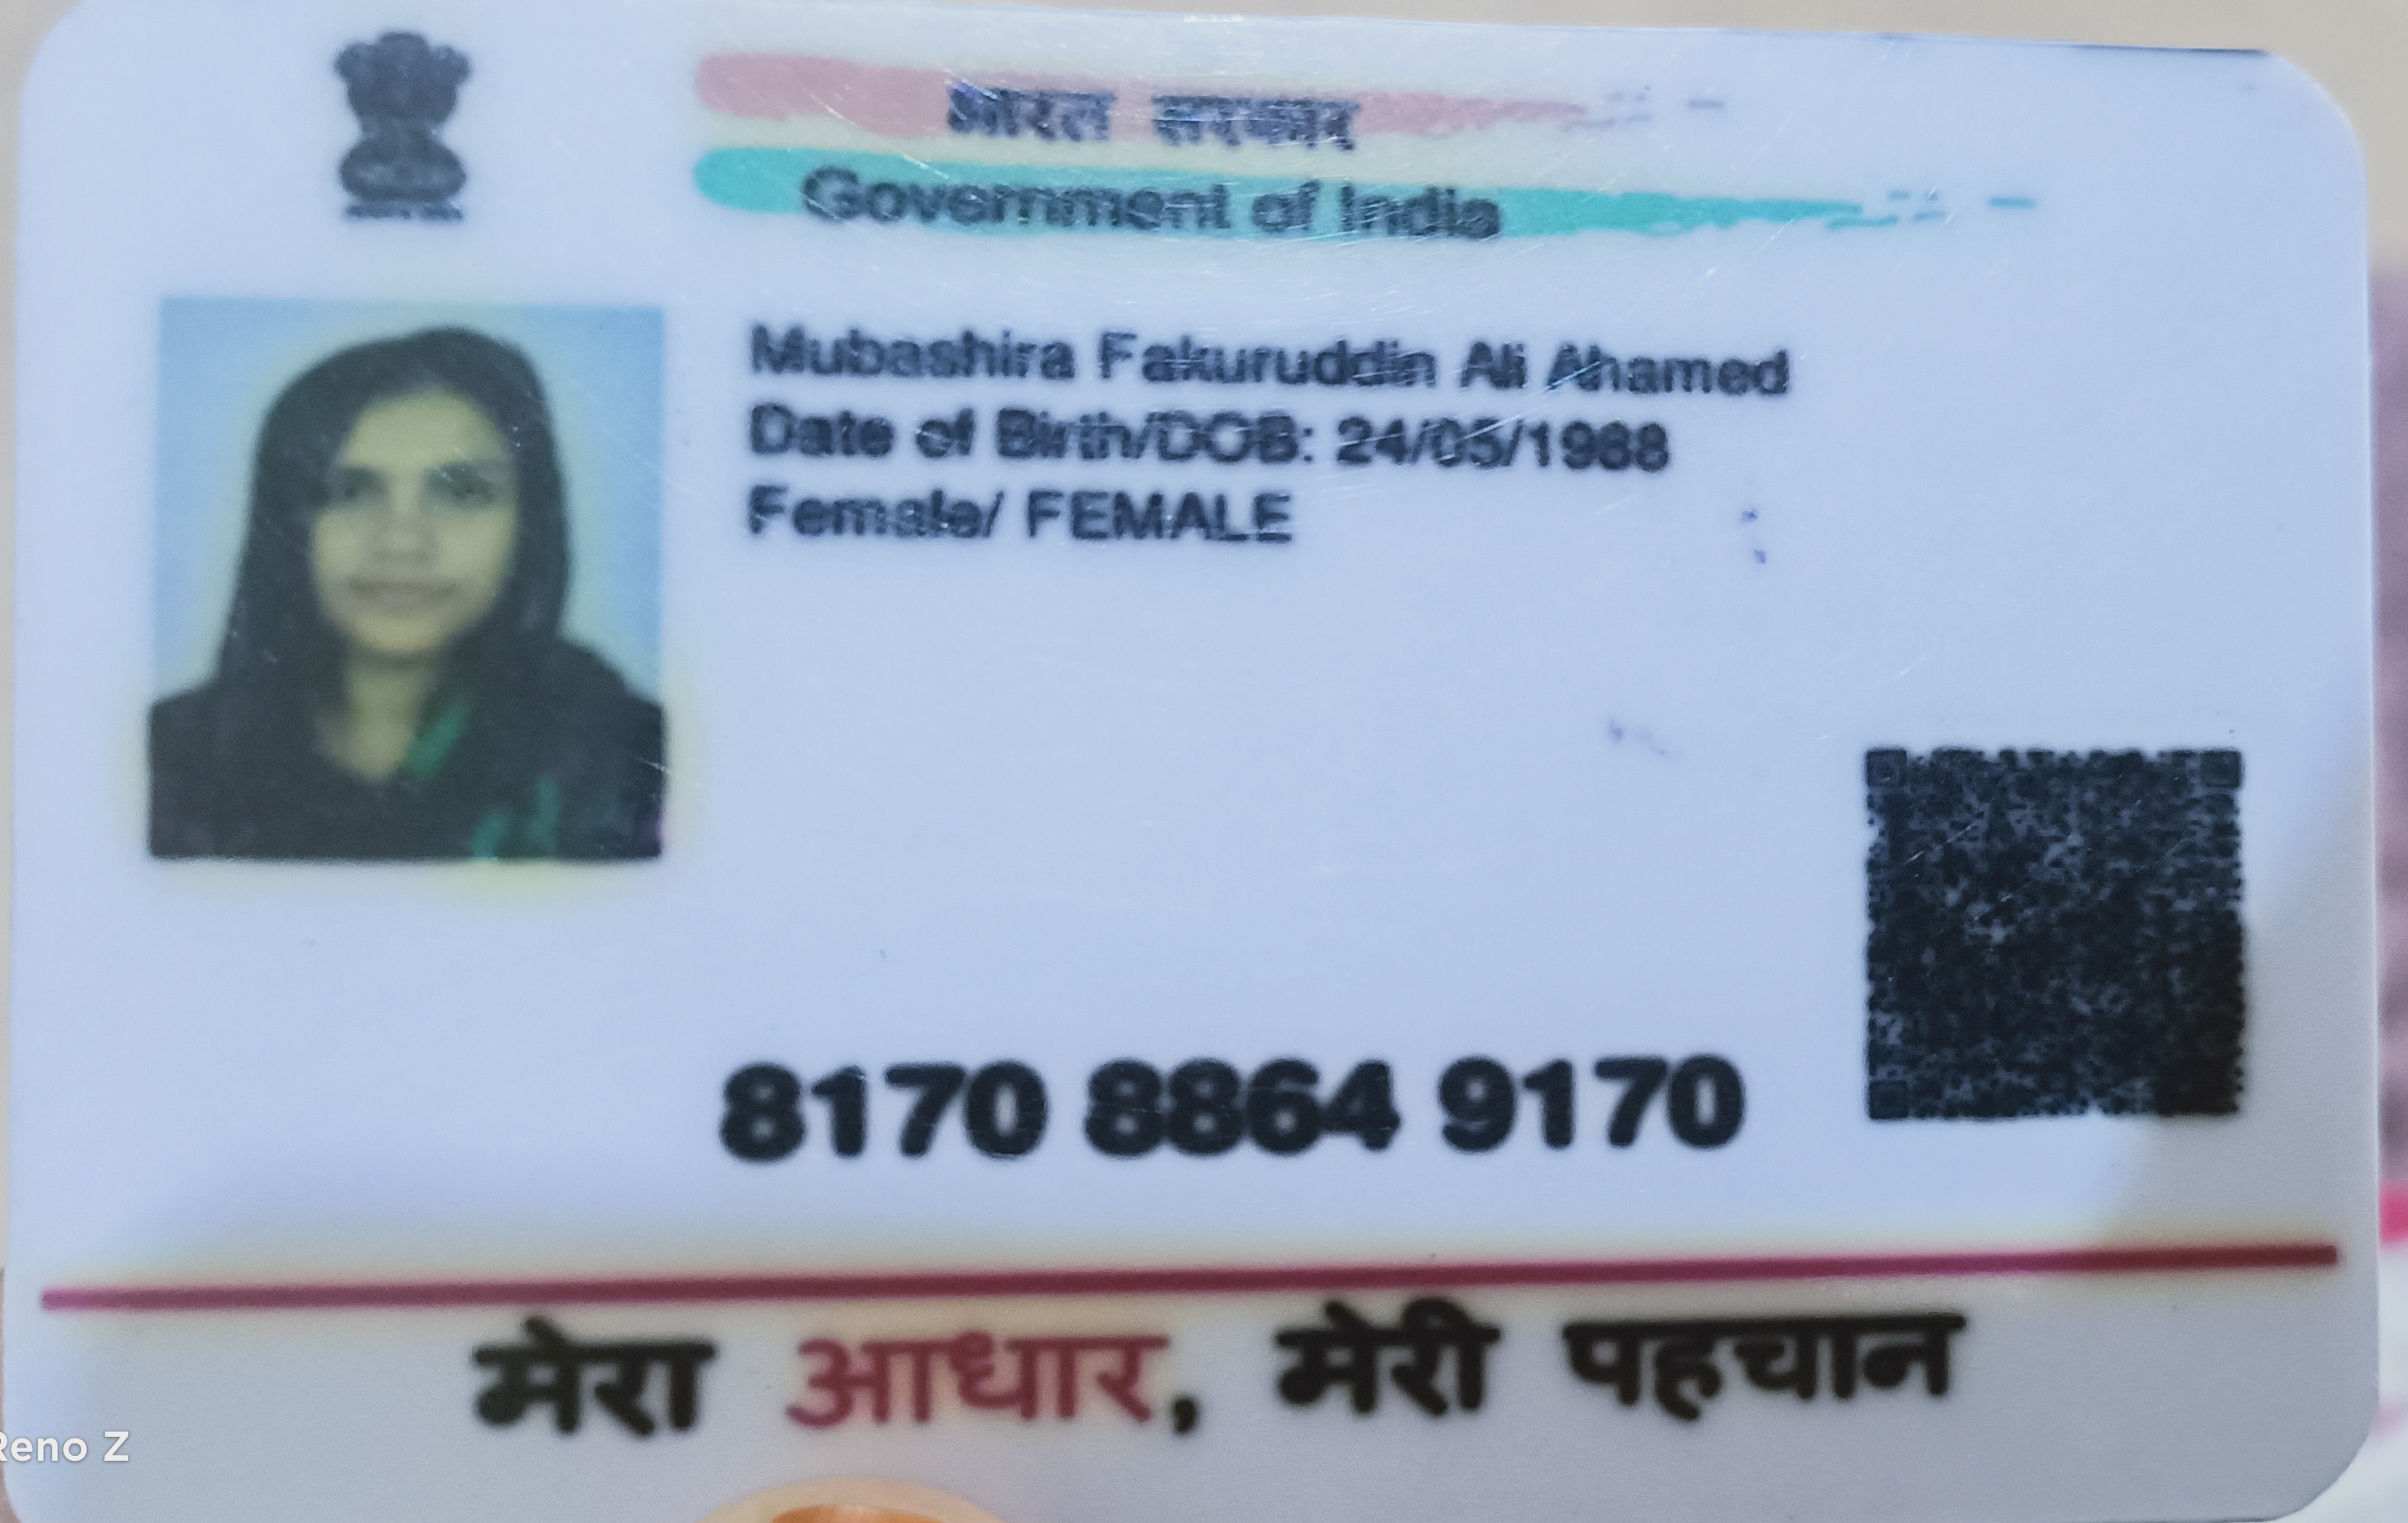 भारत सरकार
Government of India
Mubashira Fakuruddin Ali Ahamed
Date of Birth/DOB: 24/05/1988
Female/ FEMALE
8170 8864 9170
मेरा आधार, मेरी पहचान
Reno Z